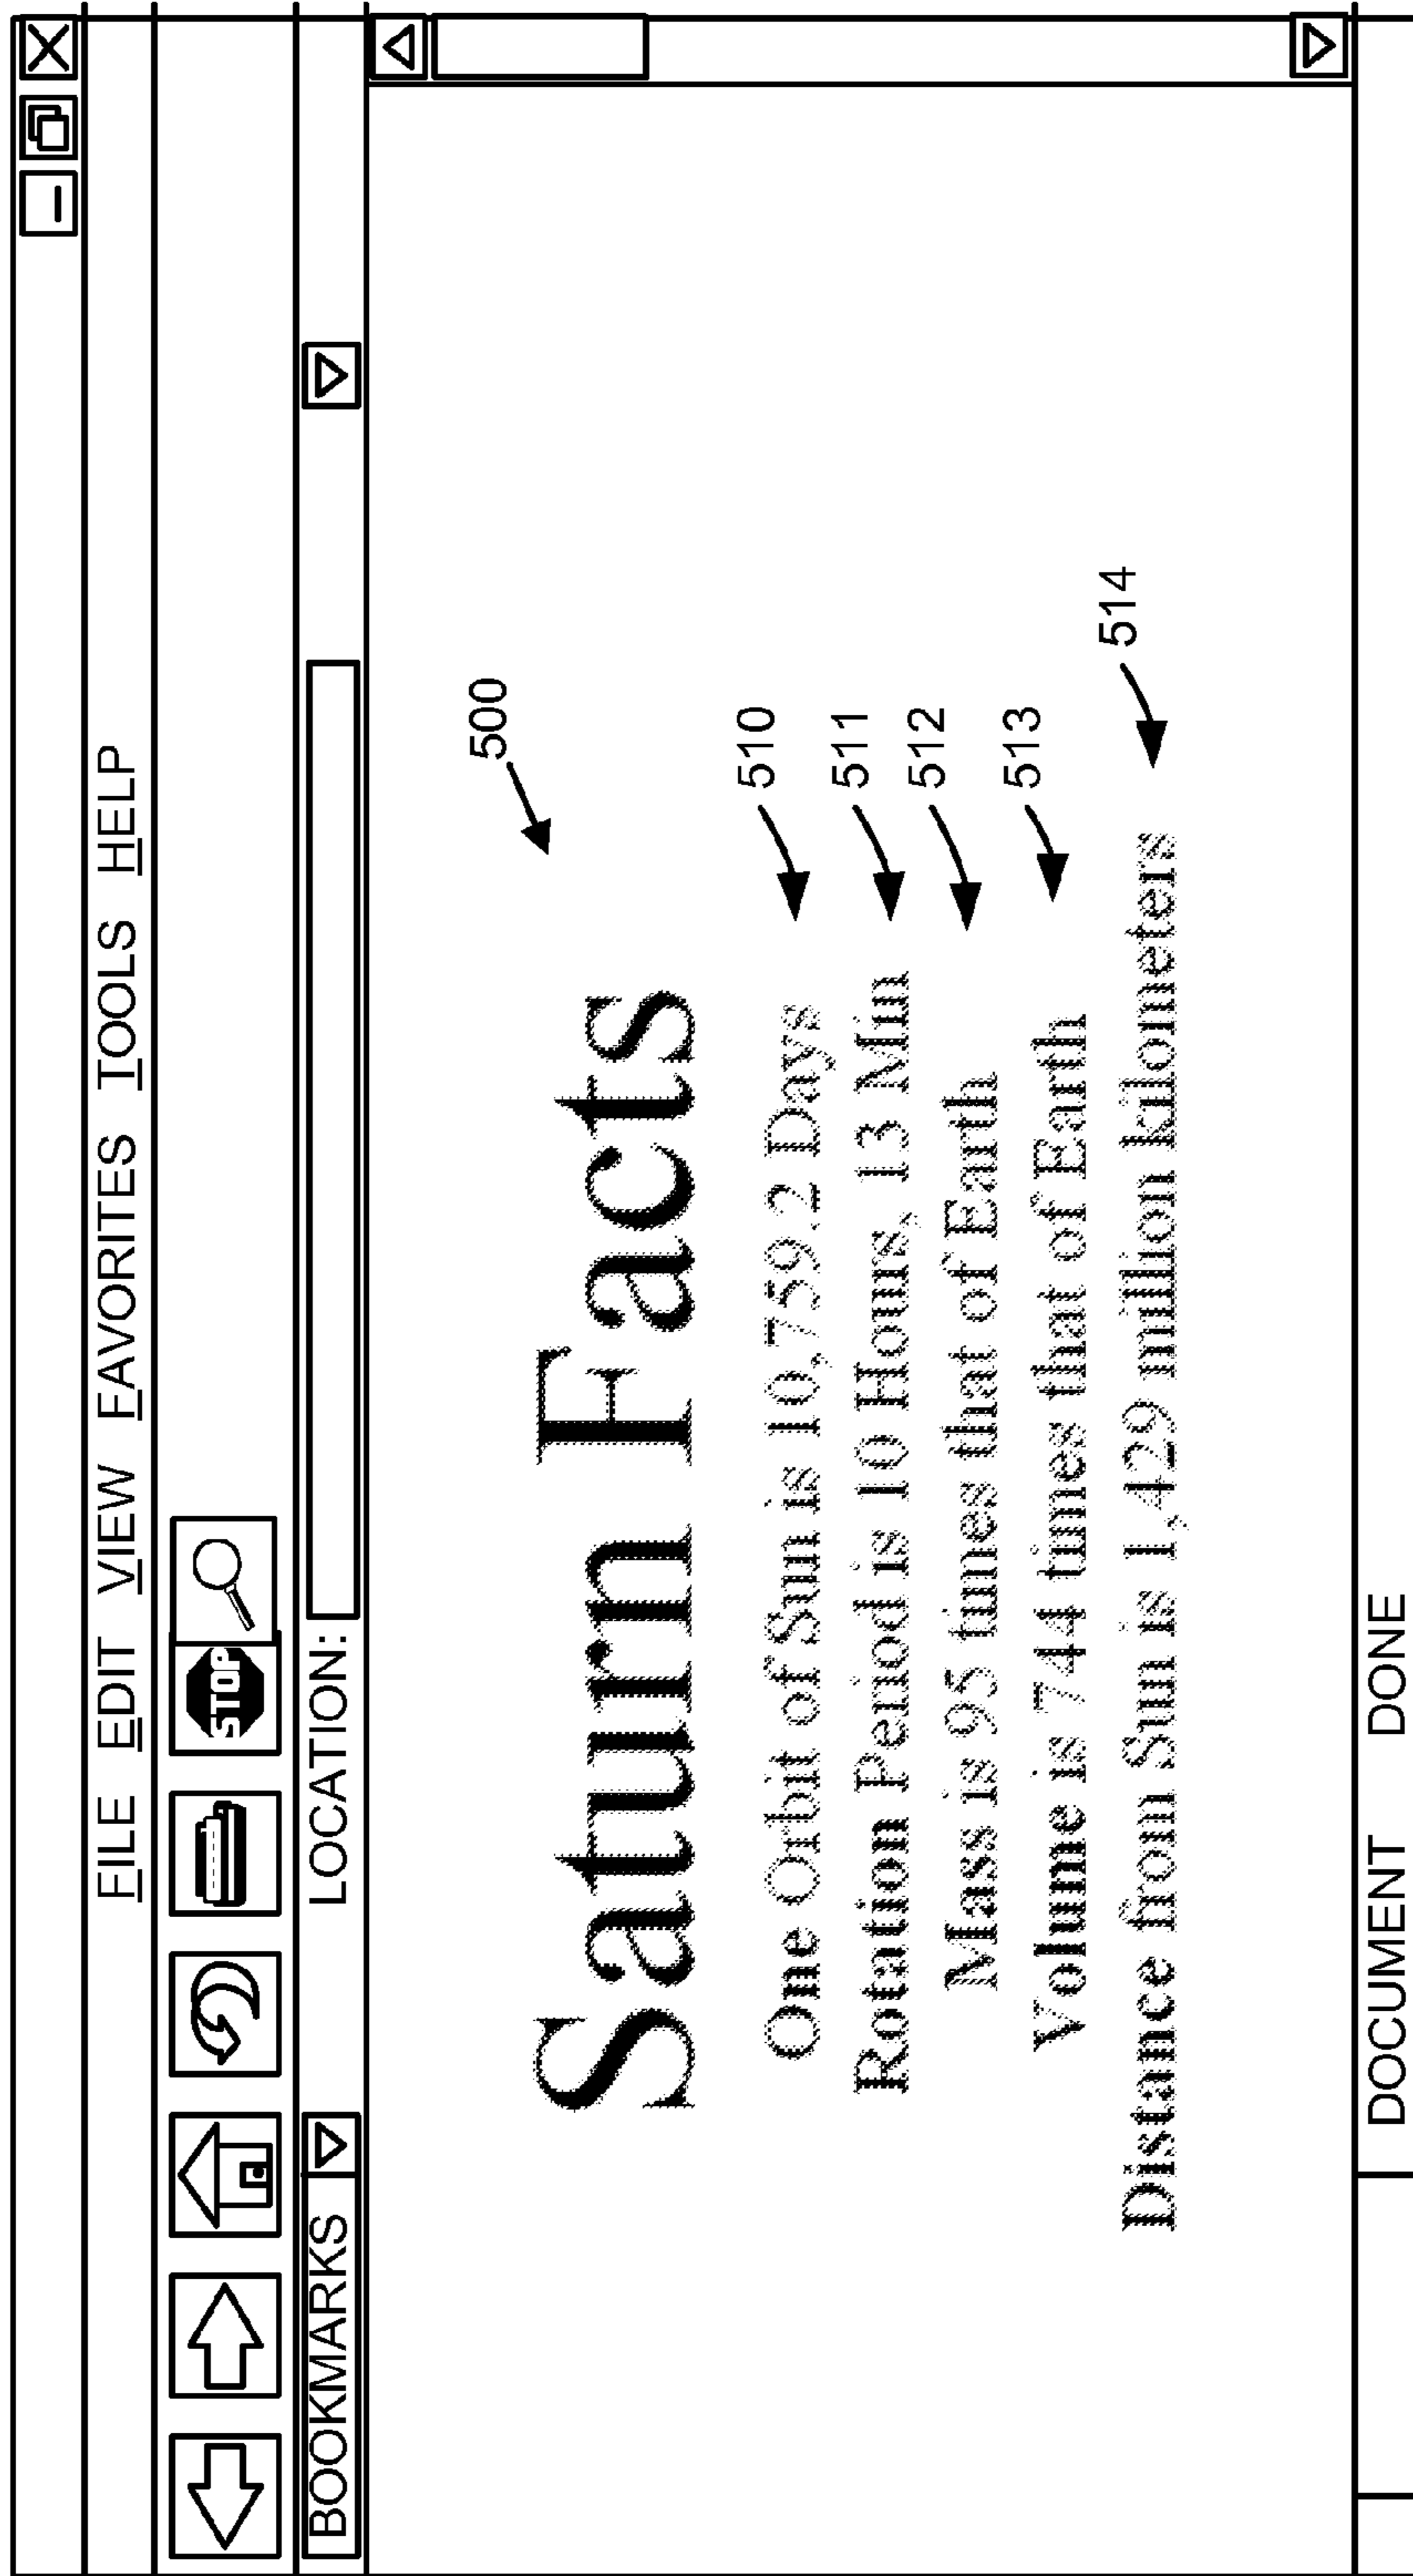 FILE EDIT VIEW FAVORITES TOOLS HELP
STOP
BOOKMARKS LOCATION:
500
Saturn Facts
One Orbit of Sun is 10,759.2 Days 510
Rotation Period is 10 Hours, 13 Min 511
Mass is 95 times that of Earth 512
Volume is 744 times that of Earth 513
Distance from Sun is 1,429 million kilometers 514
DOCUMENT DONE